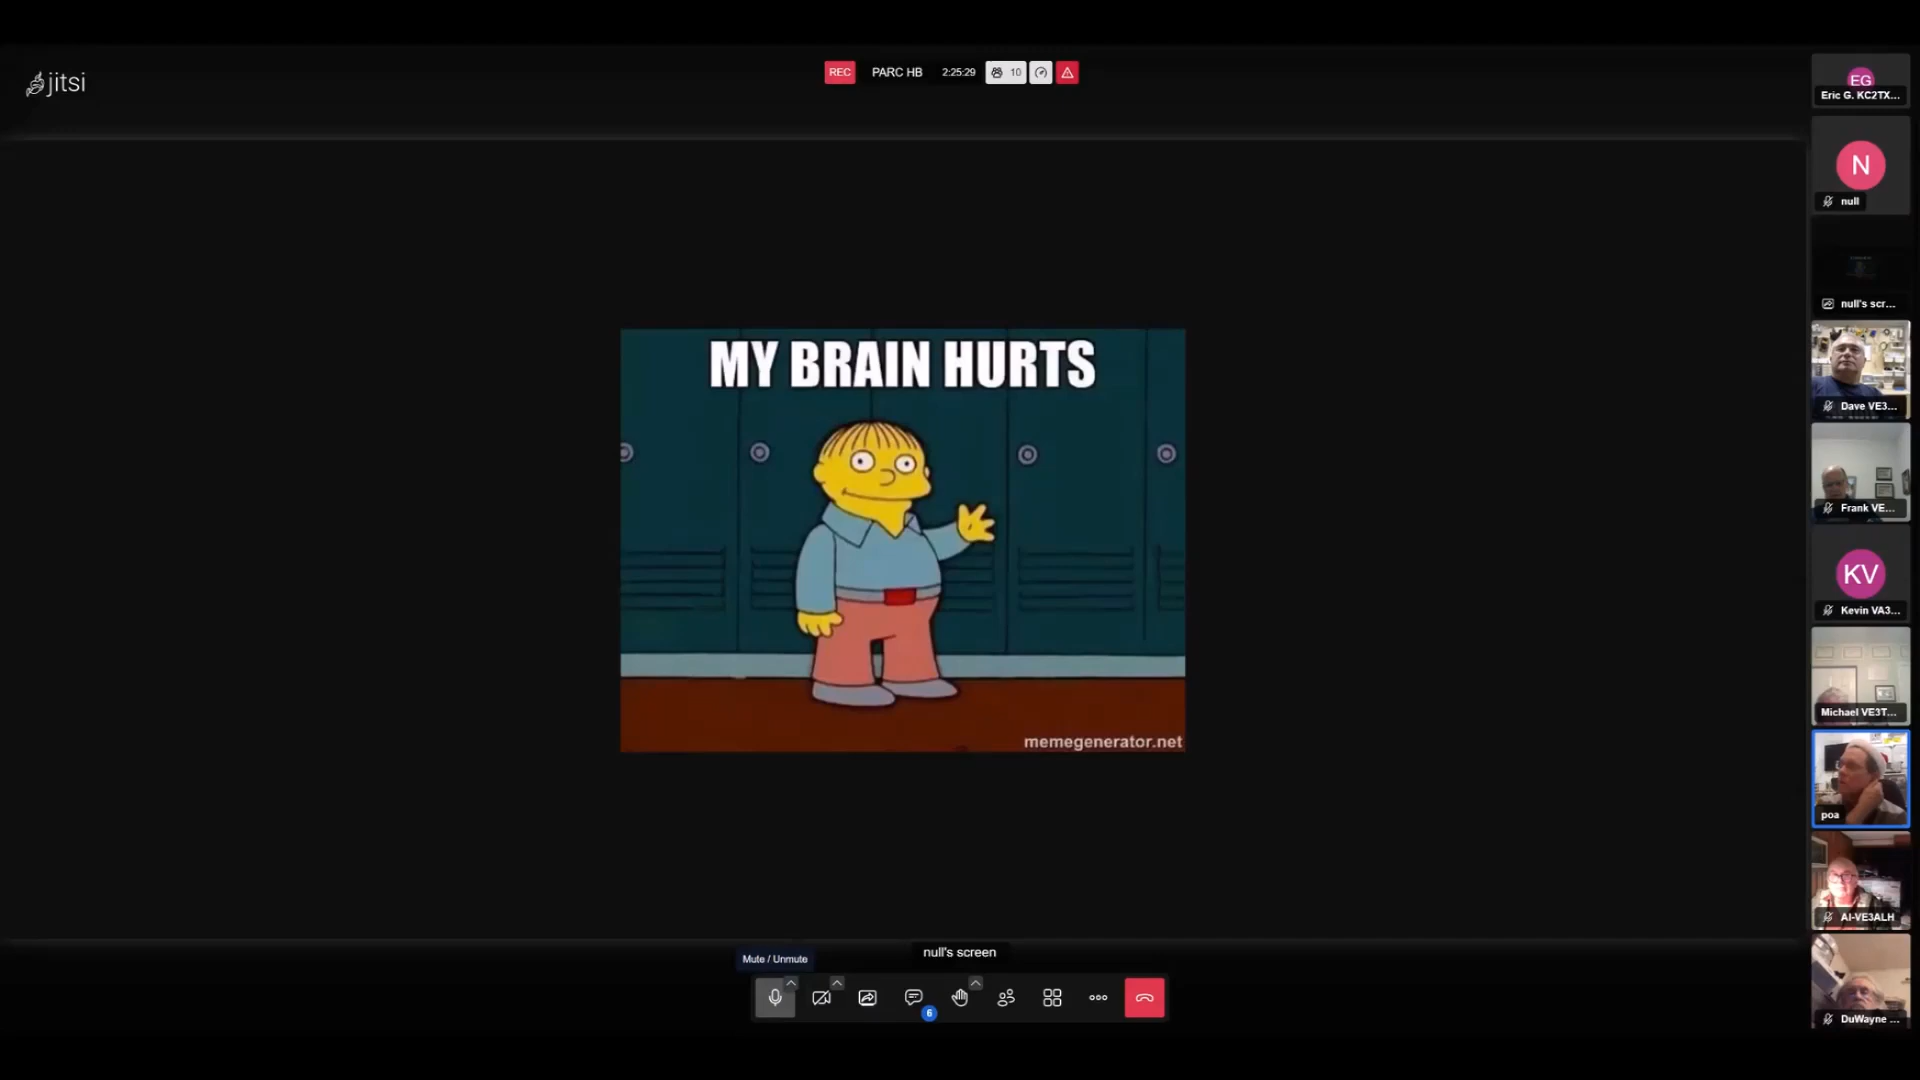 jitsi
REC PARC HB 2:25:29 10
EG
Eric G. KC2TX...
N
null
null's scr...
Dave VE3...
Frank VE...
KV
Kevin VA3...
Michael VE3T...
poa
Al-VE3ALH
DuWayne ...
MY BRAIN HURTS
memegenerator.net
null's screen
Mute / Unmute
6